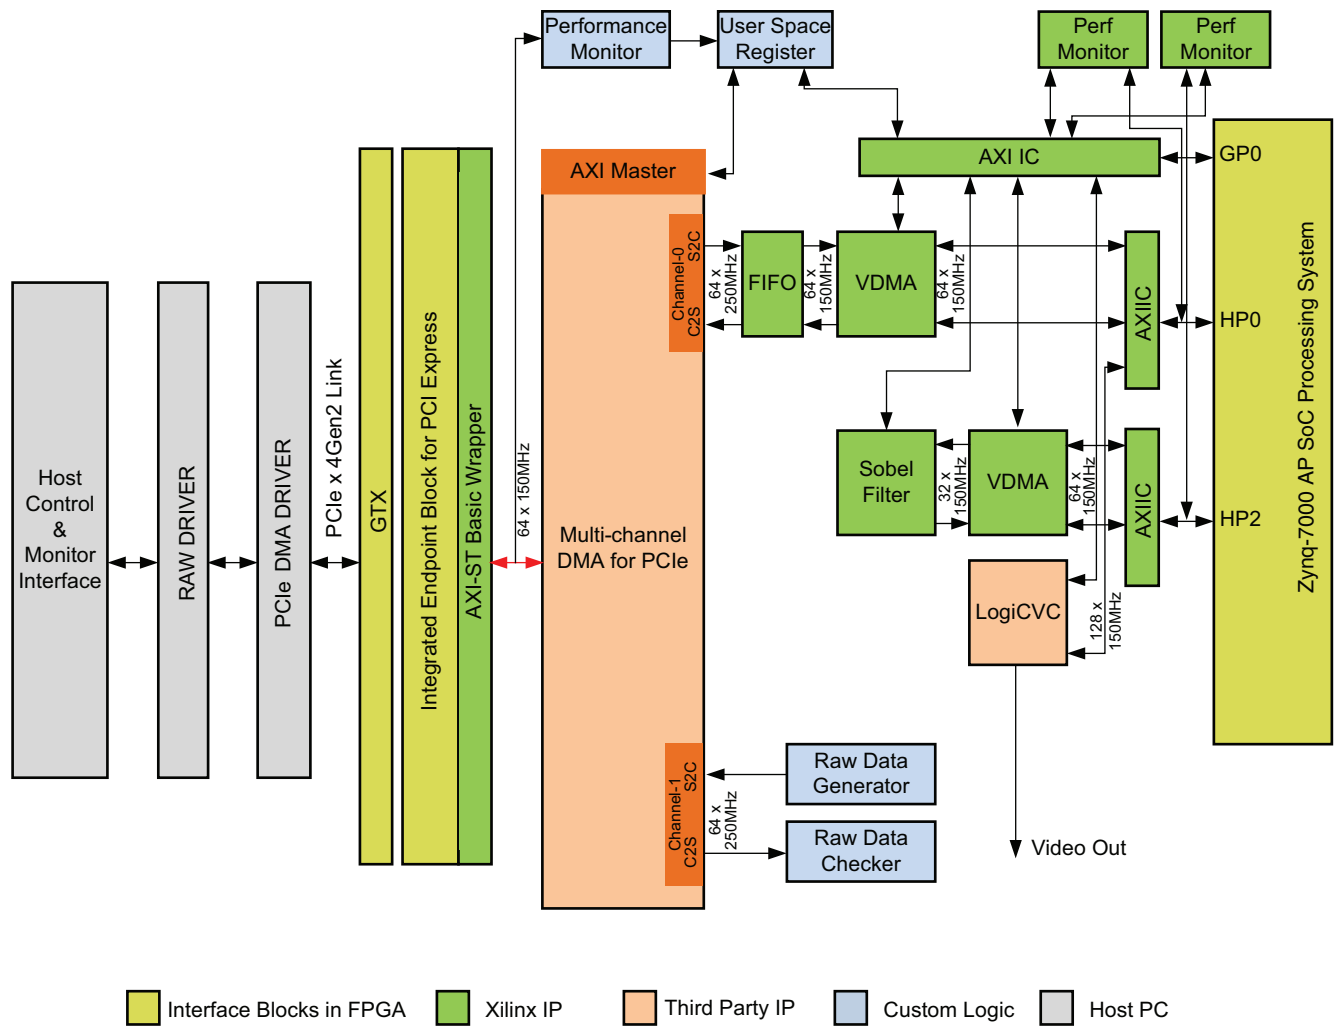 Performance
Monitor
User Space
Register
Perf
Monitor
Perf
Monitor
AXI IC
GP0
AXI Master
Channel-0
S2C
C2S
64 x
250MHz
FIFO
64 x
150MHz
VDMA
64 x
150MHz
AXIIC
HP0
Zynq-7000 AP SoC Processing System
Host
Control
&
Monitor
Interface
RAW DRIVER
PCIe DMA DRIVER
PCIe x 4Gen2 Link
GTX
Integrated Endpoint Block for PCI Express
AXI-ST Basic Wrapper
64 x 150MHz
Multi-channel
DMA for PCIe
Sobel
Filter
32 x
150MHz
VDMA
64 x
150MHz
AXIIC
HP2
LogiCVC
128 x
150MHz
Channel-1
S2C
C2S
64 x
250MHz
Raw Data
Generator
Raw Data
Checker
Video Out
Interface Blocks in FPGA
Xilinx IP
Third Party IP
Custom Logic
Host PC